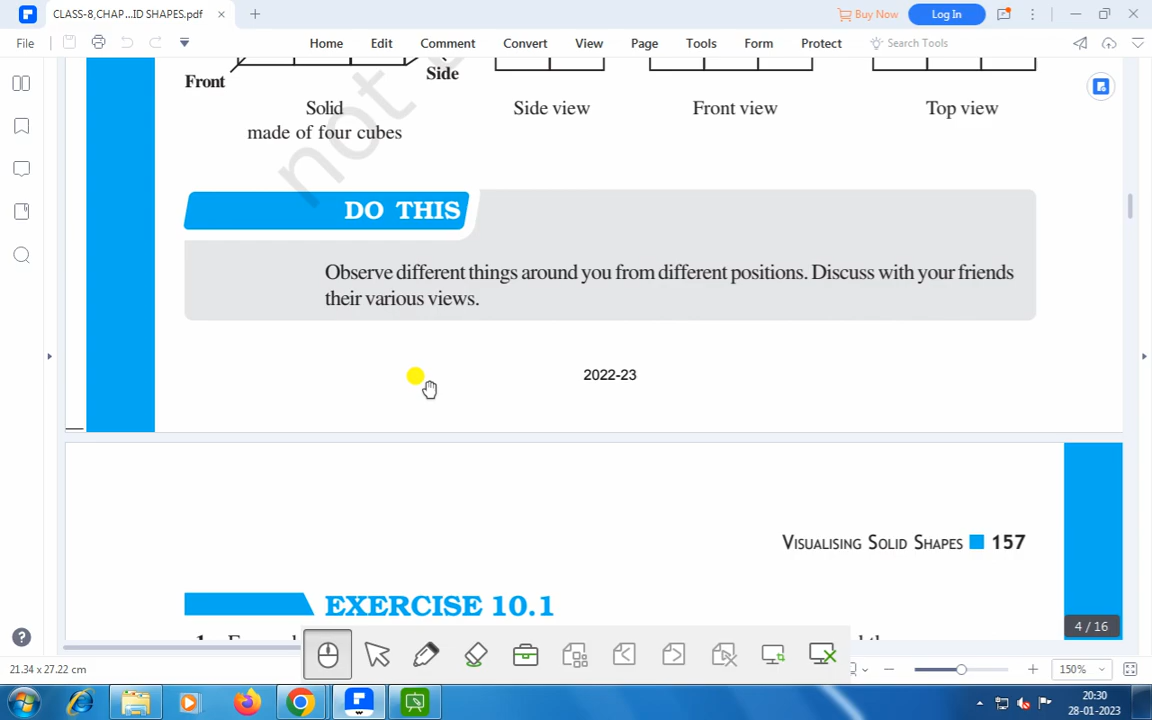 CLASS-8,CHAP ...ID SHAPES.pdf
Buy Now
Log In
File
Home Edit Comment Convert View Page Tools Form Protect
Search Tools
Front
Side
Solid
made of four cubes
Side view
Front view
Top view
not
DO THIS
Observe different things around you from different positions. Discuss with your friends
their various views.
2022-23
VISUALISING SOLID SHAPES 157
EXERCISE 10.1
4 / 16
21.34 x 27.22 cm
150%
20:30
28-01-2023